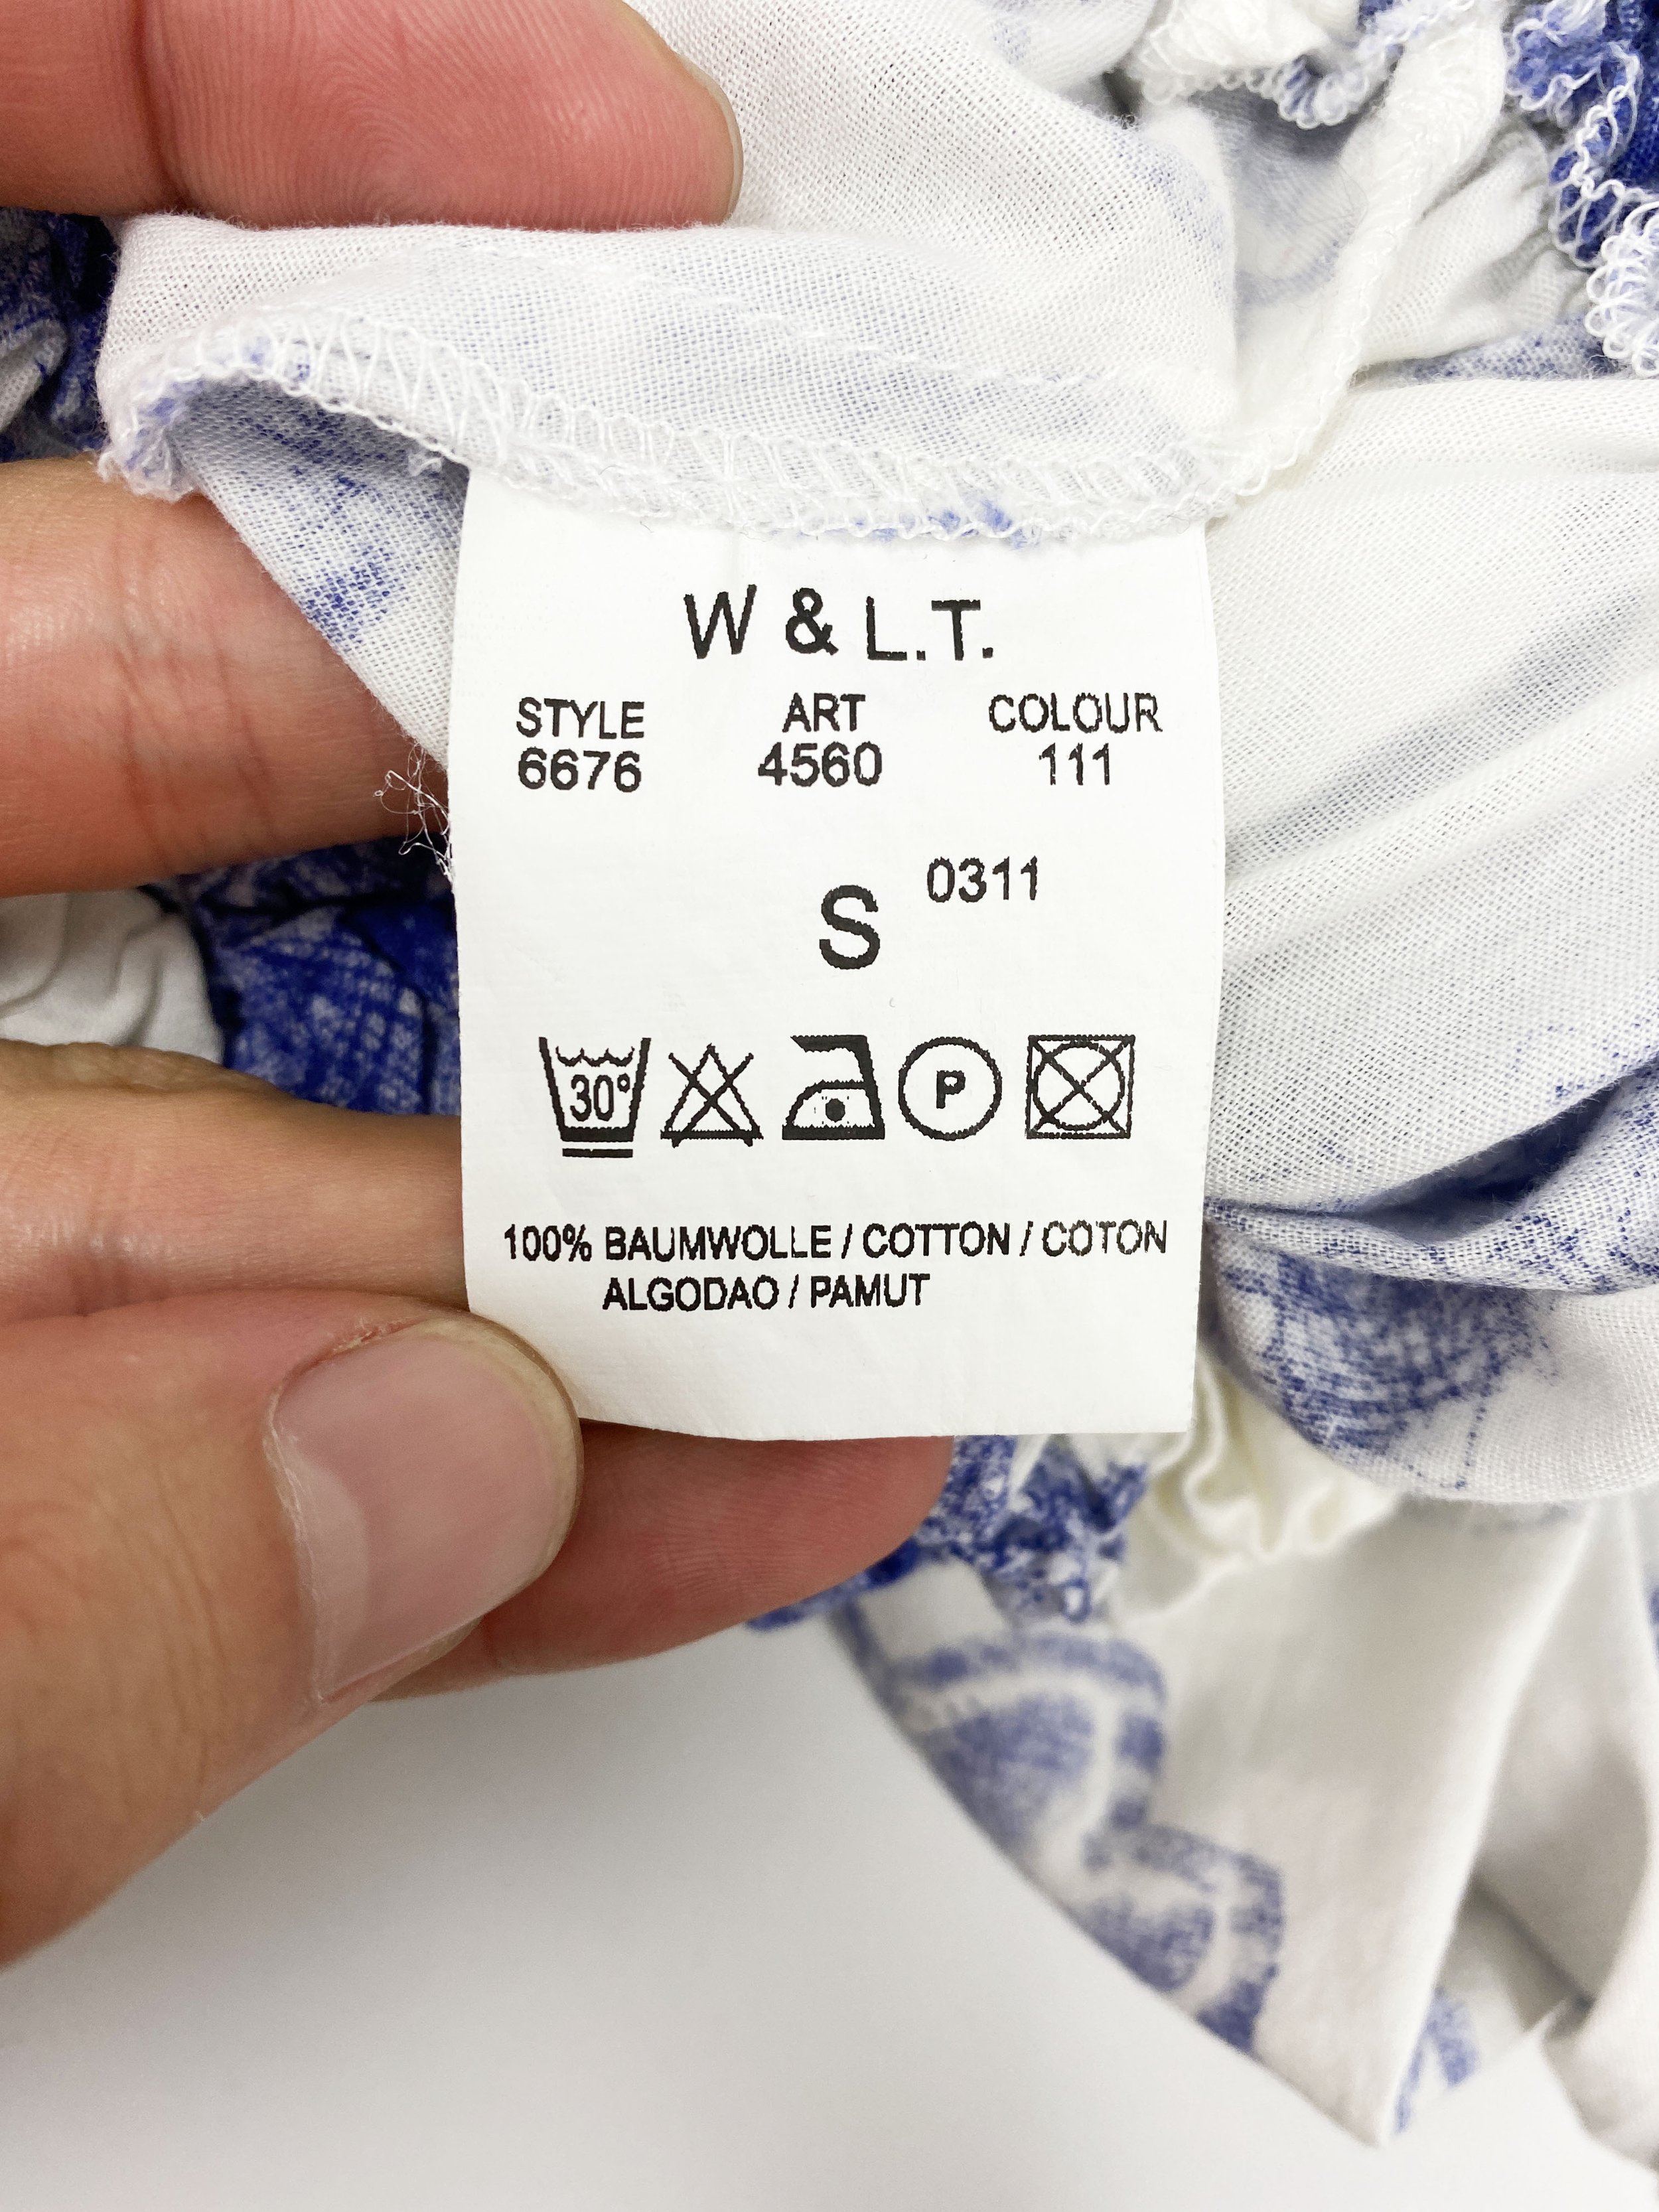 W & L.T.
STYLE ART COLOUR
6676 4560 111
0311
S
30°
P
100% BAUMWOLLE / COTTON / COTON
ALGODAO / PAMUT